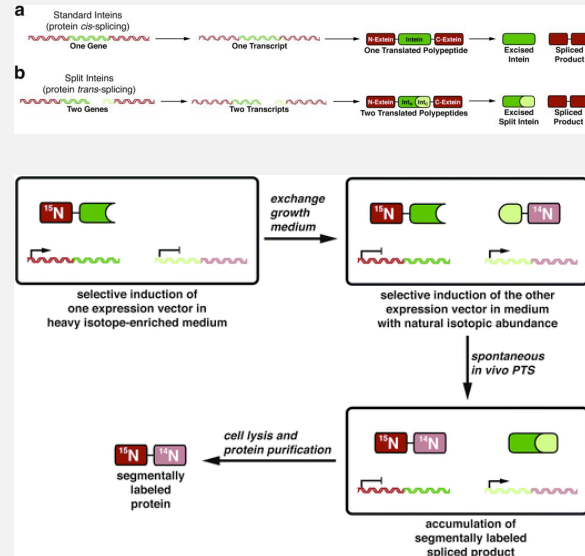 a
Standard Inteins
(protein cis-splicing)
One Gene
One Transcript
N-Extein Intein C-Extein
One Translated Polypeptide
Excised
Intein
Spliced
Product
b
Split Inteins
(protein trans-splicing)
Two Genes
Two Transcripts
N-Extein IntN IntC C-Extein
Two Translated Polypeptides
Excised
Split Intein
Spliced
Product
15N
selective induction of
one expression vector in
heavy isotope-enriched medium
exchange
growth
medium
15N 14N
selective induction of the other
expression vector in medium
with natural isotopic abundance
spontaneous
in vivo PTS
15N 14N
accumulation of
segmentally labeled
spliced product
cell lysis and
protein purification
15N 14N
segmentally
labeled
protein